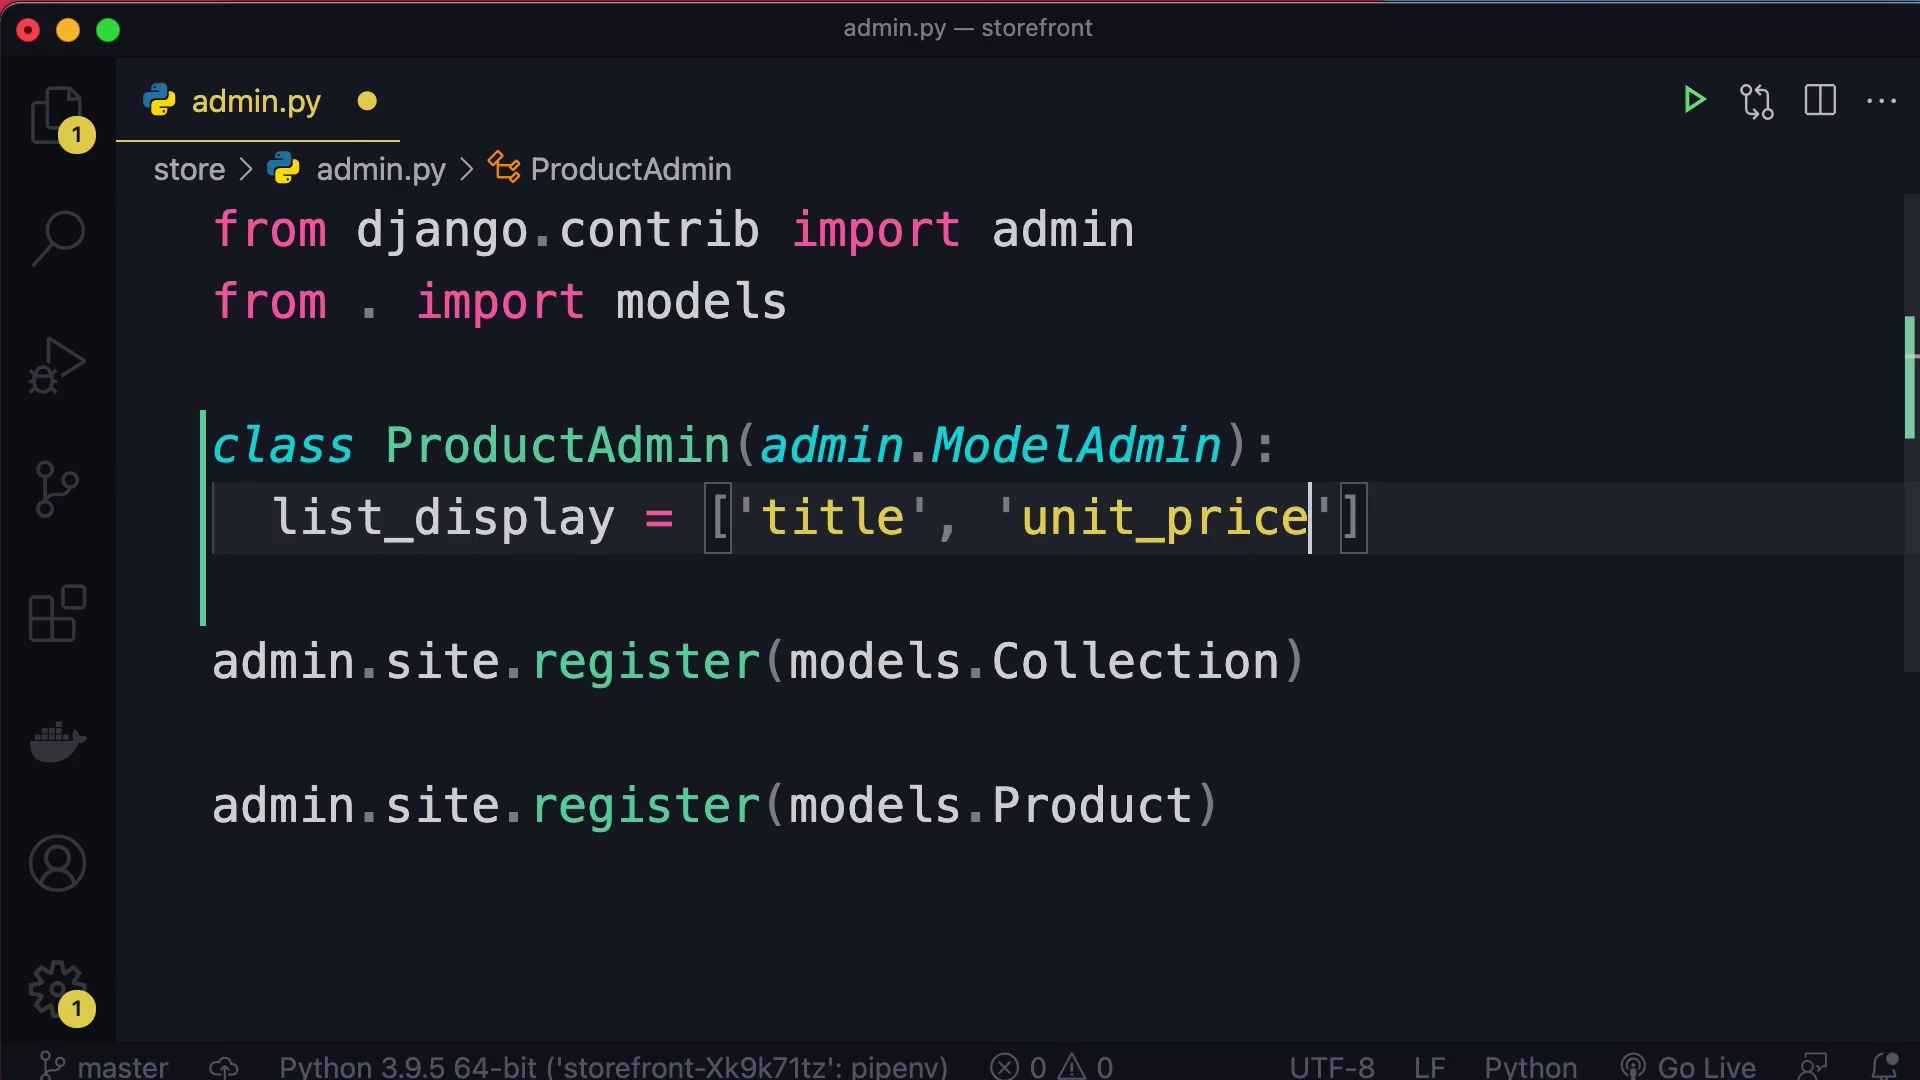 admin.py — storefront
admin.py
store > admin.py > ProductAdmin
from django.contrib import admin
from . import models
class ProductAdmin(admin.ModelAdmin):
list_display = ['title', 'unit_price']
admin.site.register(models.Collection)
admin.site.register(models.Product)
1
1
master Python 3.9.5 64-bit ('storefront-Xk9k71tz': pipenv) 0 0 UTF-8 LF Python Go Live